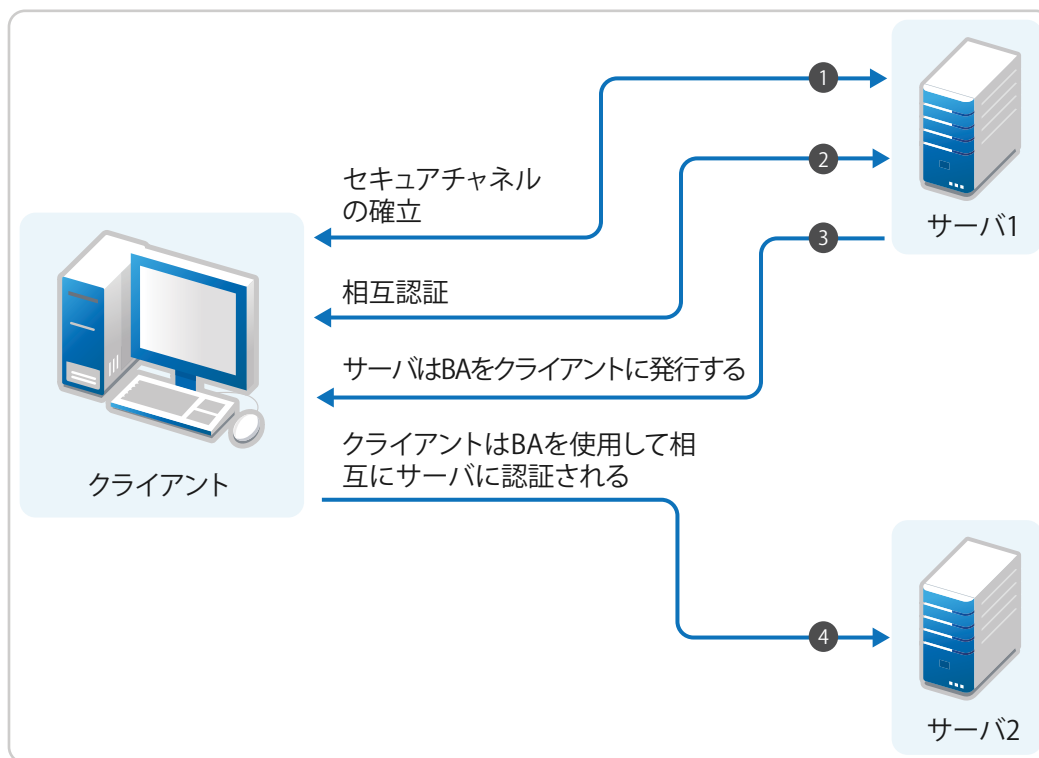 1
2
セキュアチャネル
の確立
サーバ1
3
相互認証
サーバはBAをクライアントに発行する
クライアントはBAを使用して相
互にサーバに認証される
クライアント
4
サーバ2